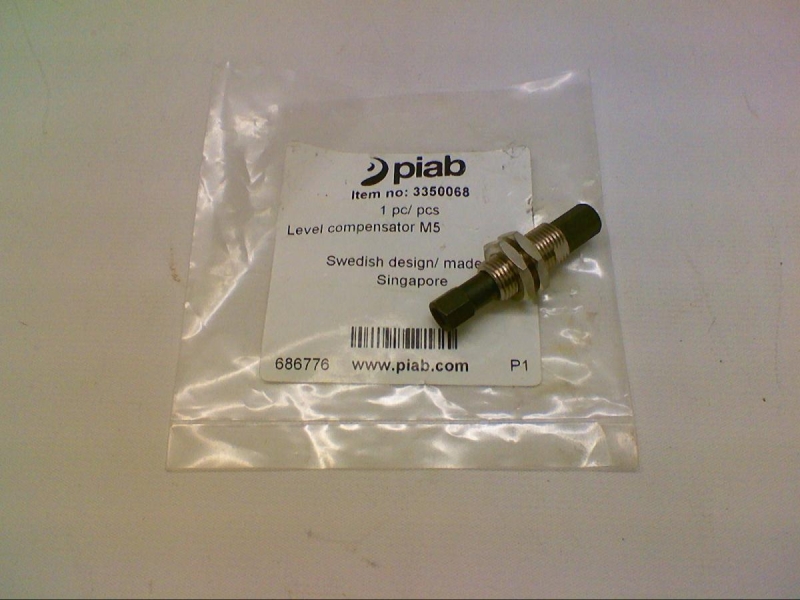 piab
Item no: 3350068
1 pc/ pcs
Level compensator M5
Swedish design/ made
Singapore
686776 www.piab.com P1